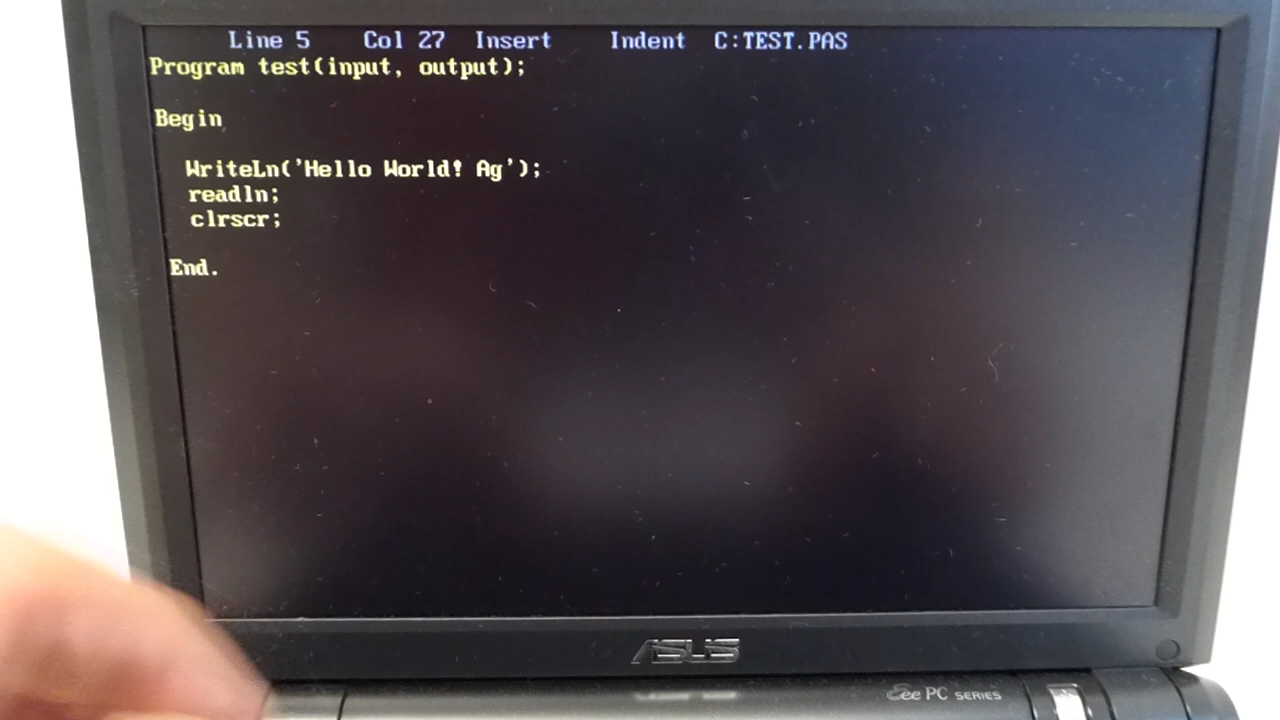 Line 5 Col 27 Insert Indent C:TEST.PAS
Program test(input, output);
Begin
WriteLn('Hello World! Ag');
readln;
clrscr;
End.
ASUS
Eee PC SERIES